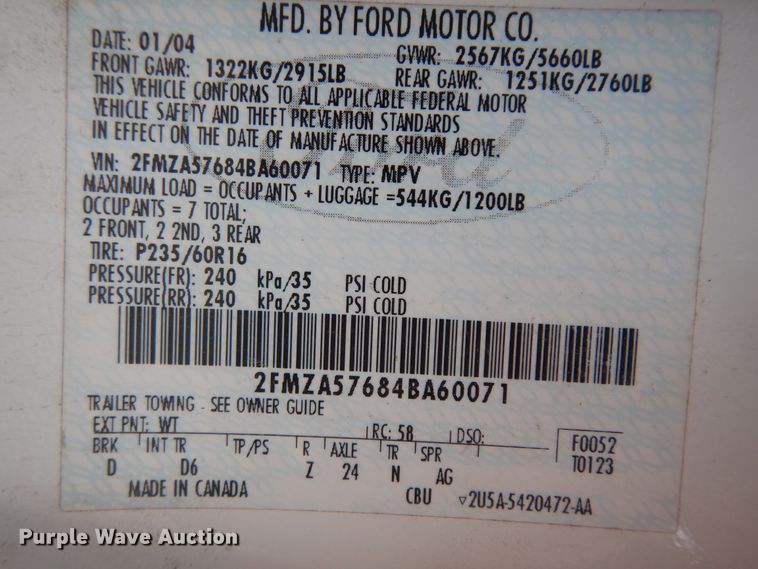 MFD. BY FORD MOTOR CO.
DATE: 01/04 GVWR: 2567KG/5660LB
FRONT GAWR: 1322KG/2915LB REAR GAWR: 1251KG/2760LB
THIS VEHICLE CONFORMS TO ALL APPLICABLE FEDERAL MOTOR
VEHICLE SAFETY AND THEFT PREVENTION STANDARDS
IN EFFECT ON THE DATE OF MANUFACTURE SHOWN ABOVE.
Ford
VIN: 2FMZA57684BA60071 TYPE: MPV
MAXIMUM LOAD = OCCUPANTS + LUGGAGE =544KG/1200LB
OCCUPANTS = 7 TOTAL;
2 FRONT, 2 2ND, 3 REAR
TIRE: P235/60R16
PRESSURE(FR): 240 kPa/35 PSI COLD
PRESSURE(RR): 240 kPa/35 PSI COLD
2FMZA57684BA60071
TRAILER TOWING - SEE OWNER GUIDE
EXT PNT: WT RC: 58 DSO: F0052
BRK INT TR TP/PS R AXLE TR SPR T0123
D D6 Z 24 N AG
MADE IN CANADA CBU ▽2U5A-5420472-AA
Purple Wave Auction